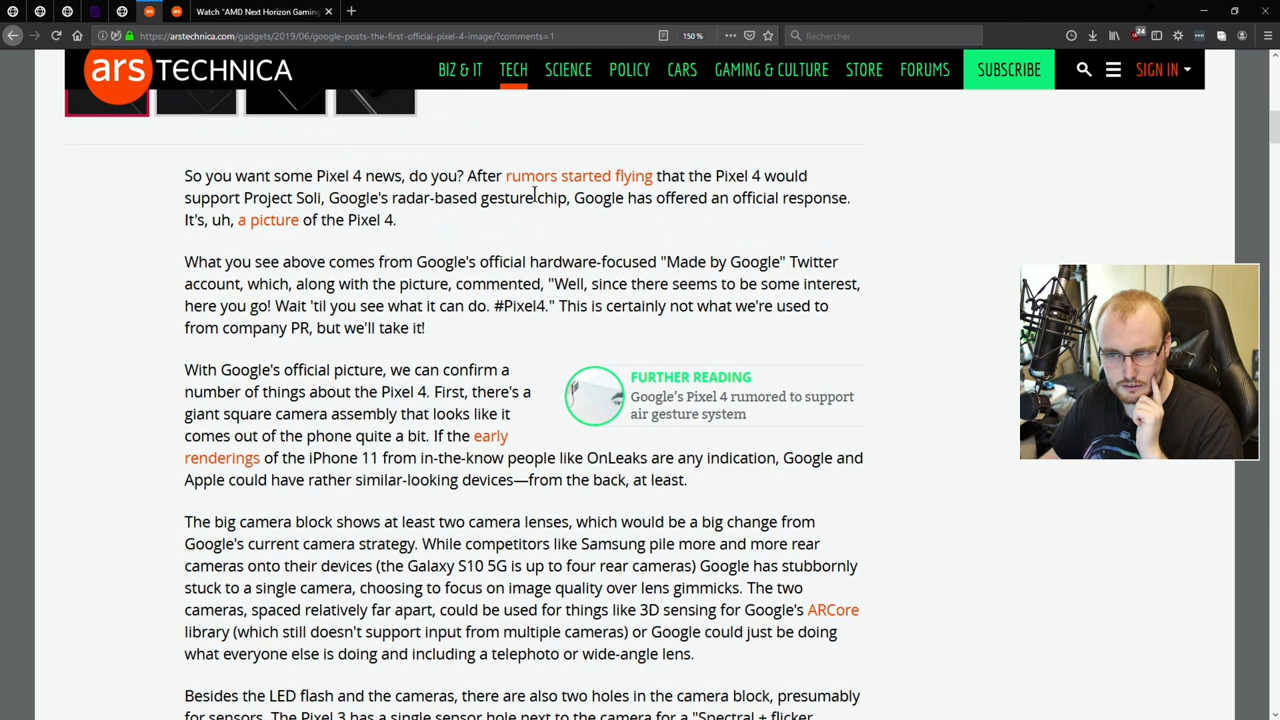 Watch "AMD Next Horizon Gaming
https://arstechnica.com/gadgets/2019/06/google-posts-the-first-official-pixel-4-image/?comments=1
150 %
Rechercher
24
ars TECHNICA
BIZ & IT TECH SCIENCE POLICY CARS GAMING & CULTURE STORE FORUMS SUBSCRIBE SIGN IN
So you want some Pixel 4 news, do you? After rumors started flying that the Pixel 4 would
support Project Soli, Google's radar-based gesture chip, Google has offered an official response.
It's, uh, a picture of the Pixel 4.
What you see above comes from Google's official hardware-focused "Made by Google" Twitter
account, which, along with the picture, commented, "Well, since there seems to be some interest,
here you go! Wait 'til you see what it can do. #Pixel4." This is certainly not what we're used to
from company PR, but we'll take it!
With Google's official picture, we can confirm a
number of things about the Pixel 4. First, there's a
giant square camera assembly that looks like it
comes out of the phone quite a bit. If the early
renderings of the iPhone 11 from in-the-know people like OnLeaks are any indication, Google and
Apple could have rather similar-looking devices—from the back, at least.
FURTHER READING
Google's Pixel 4 rumored to support
air gesture system
The big camera block shows at least two camera lenses, which would be a big change from
Google's current camera strategy. While competitors like Samsung pile more and more rear
cameras onto their devices (the Galaxy S10 5G is up to four rear cameras) Google has stubbornly
stuck to a single camera, choosing to focus on image quality over lens gimmicks. The two
cameras, spaced relatively far apart, could be used for things like 3D sensing for Google's ARCore
library (which still doesn't support input from multiple cameras) or Google could just be doing
what everyone else is doing and including a telephoto or wide-angle lens.
Besides the LED flash and the cameras, there are also two holes in the camera block, presumably
for sensors. The Pixel 3 has a single sensor hole next to the camera for a "Spectral + flicker